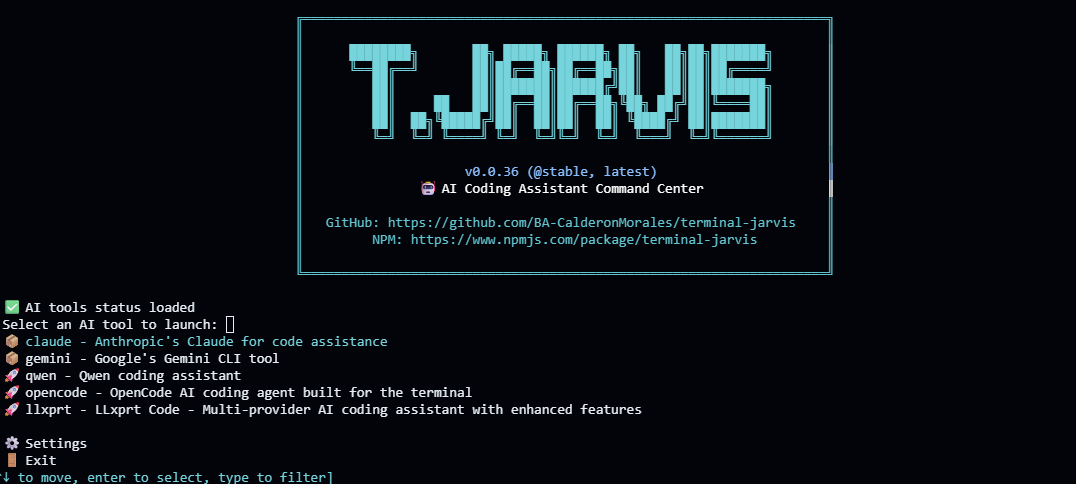 T.JARVIS
v0.0.36 (@stable, latest)
🤖 AI Coding Assistant Command Center
GitHub: https://github.com/BA-CalderonMorales/terminal-jarvis
NPM: https://www.npmjs.com/package/terminal-jarvis
✅ AI tools status loaded
Select an AI tool to launch:
📦 claude - Anthropic's Claude for code assistance
📦 gemini - Google's Gemini CLI tool
🚀 qwen - Qwen coding assistant
🚀 opencode - OpenCode AI coding agent built for the terminal
🚀 llxprt - LLxprt Code - Multi-provider AI coding assistant with enhanced features
⚙️ Settings
🚪 Exit
↓ to move, enter to select, type to filter]